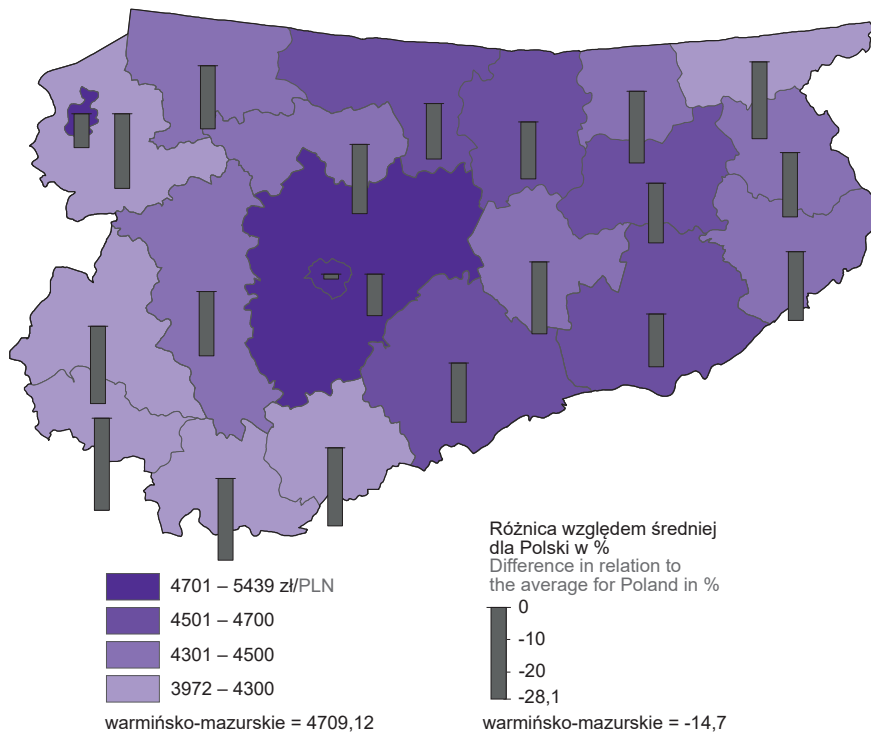 Różnica względem średniej
dla Polski w %
Difference in relation to
the average for Poland in %
4701 – 5439 zł/PLN
4501 – 4700
4301 – 4500
3972 – 4300
warmińsko-mazurskie = 4709,12
0
-10
-20
-28,1
warmińsko-mazurskie = -14,7